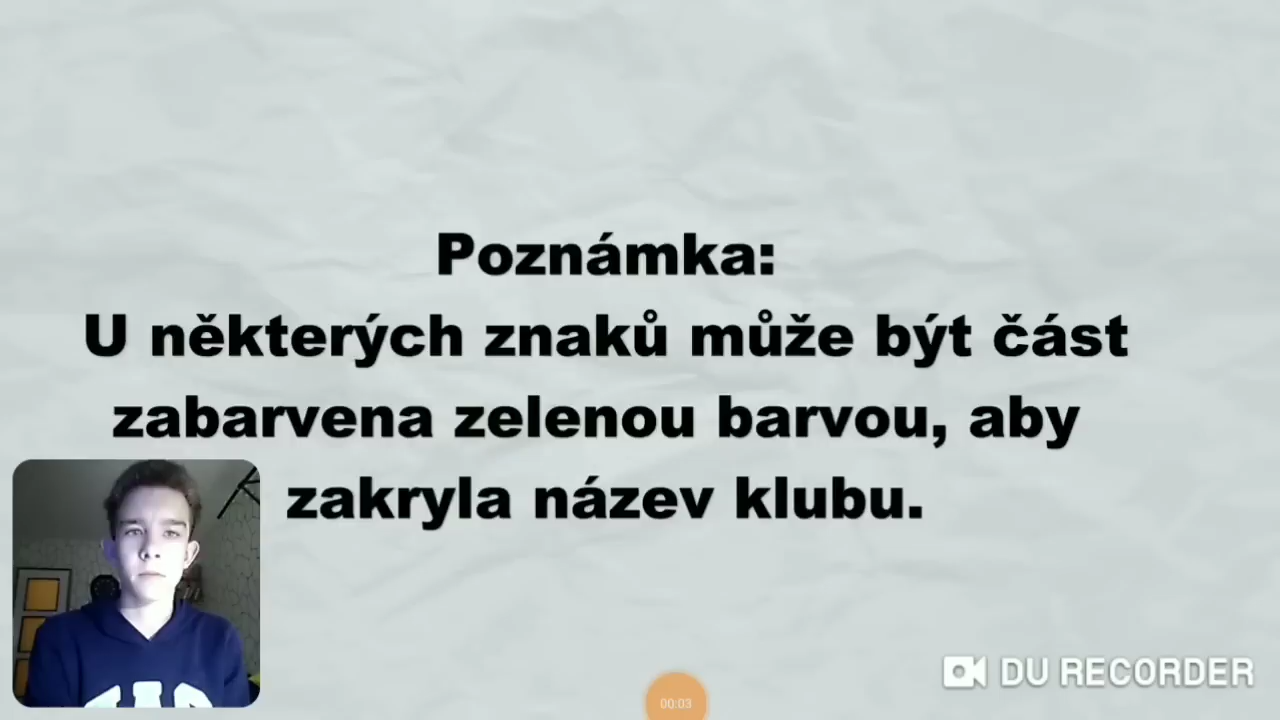 Poznámka:
U některých znaků může být část
zabarvena zelenou barvou, aby
zakryla název klubu.
DU RECORDER
00:03